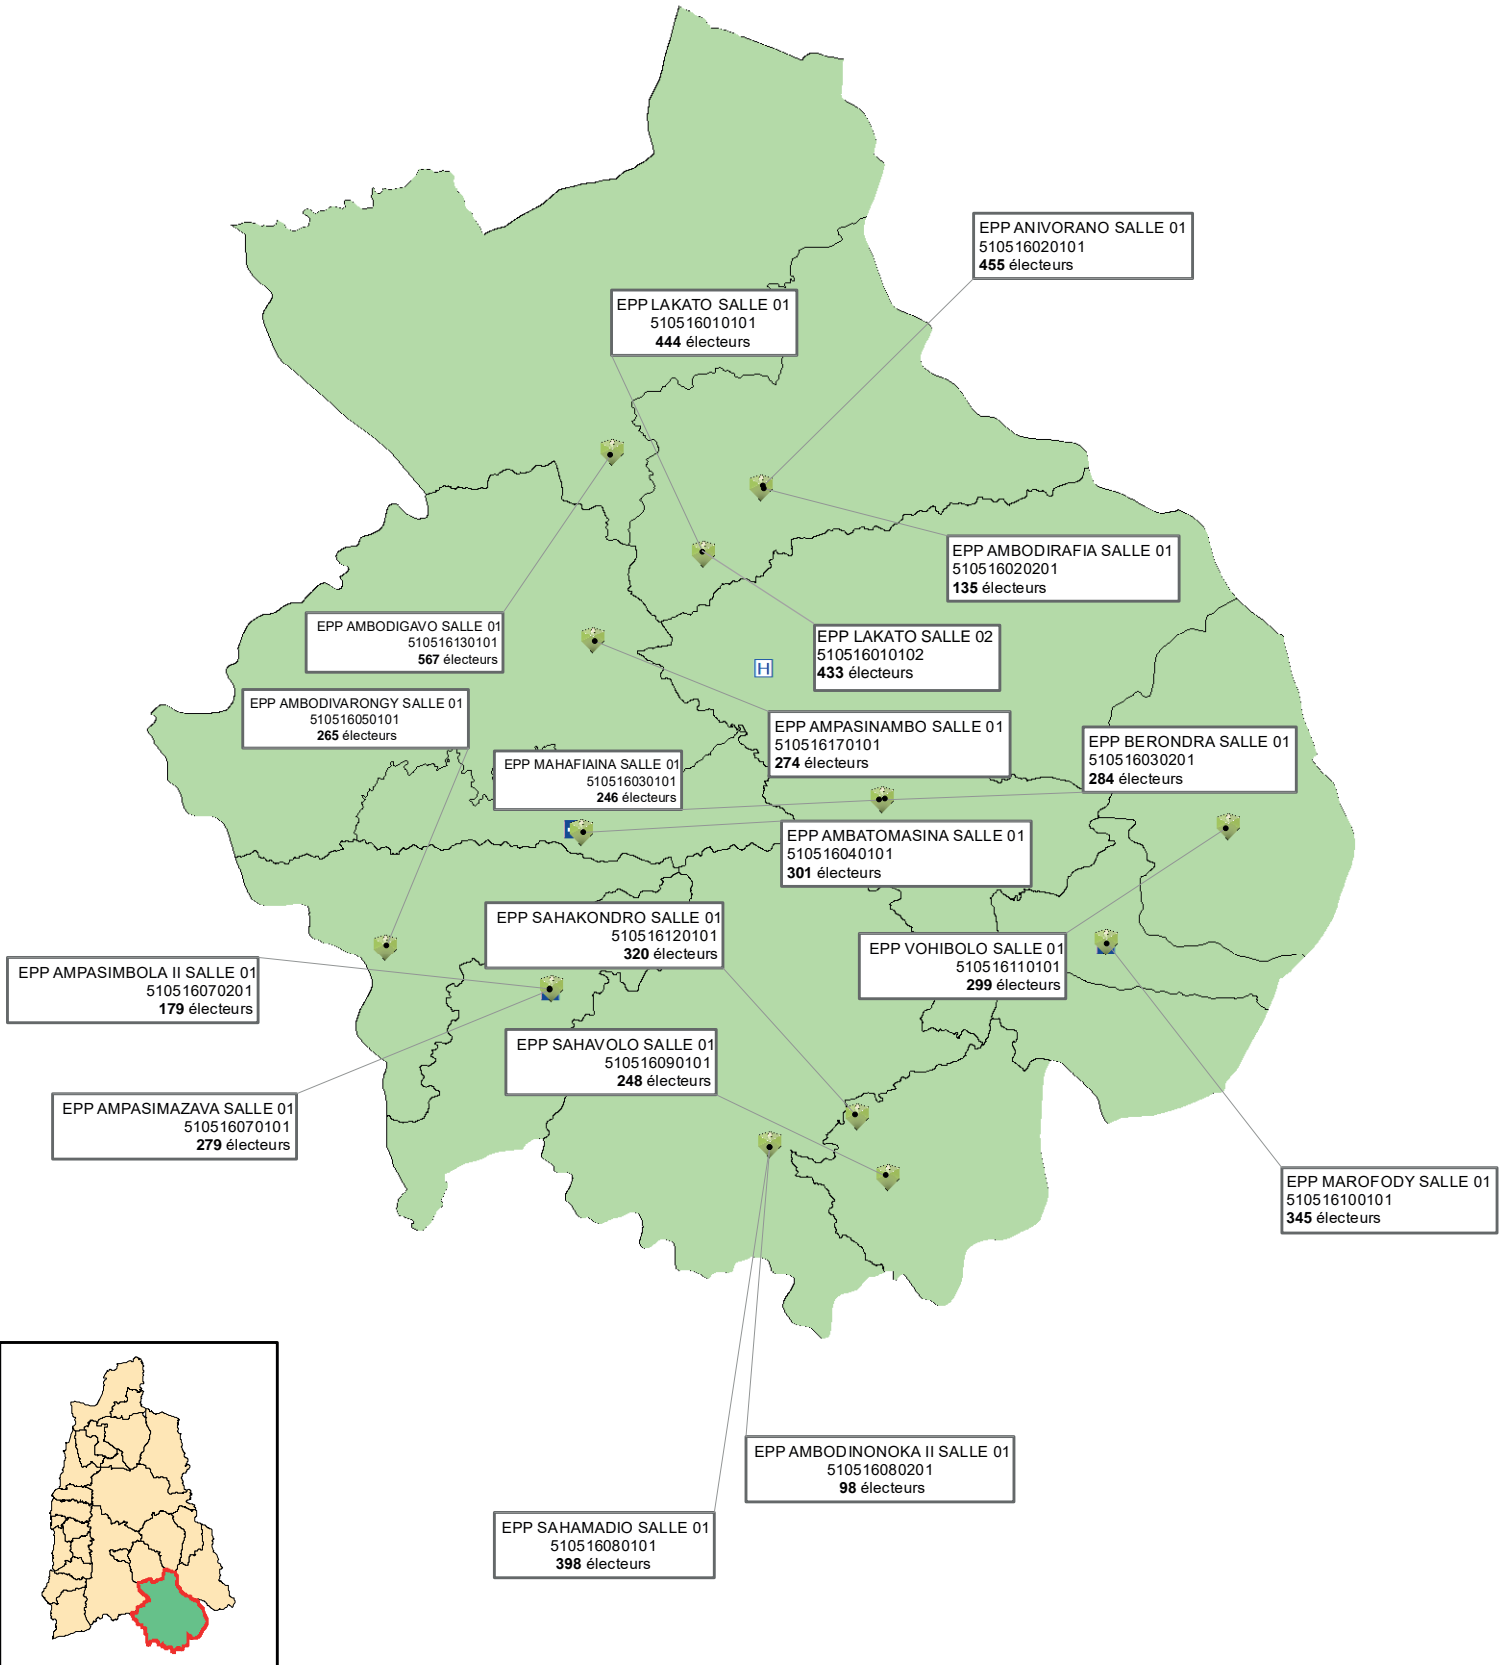 EPP ANIVORANO SALLE 01
510516020101
455 électeurs
EPP LAKATO SALLE 01
510516010101
444 électeurs
EPP AMBODIRAFIA SALLE 01
510516020201
135 électeurs
EPP AMBODIGAVO SALLE 01
510516130101
567 électeurs
EPP LAKATO SALLE 02
510516010102
433 électeurs
H
EPP AMBODIVARONGY SALLE 01
510516050101
265 électeurs
EPP AMPASINAMBO SALLE 01
510516170101
274 électeurs
EPP BERONDRA SALLE 01
510516030201
284 électeurs
EPP MAHAFIAINA SALLE 01
510516030101
246 électeurs
EPP AMBATOMASINA SALLE 01
510516040101
301 électeurs
EPP SAHAKONDRO SALLE 01
510516120101
320 électeurs
EPP VOHIBOLO SALLE 01
510516110101
299 électeurs
EPP AMPASIMBOLA II SALLE 01
510516070201
179 électeurs
EPP SAHAVOLO SALLE 01
510516090101
248 électeurs
EPP AMPASIMAZAVA SALLE 01
510516070101
279 électeurs
EPP MAROFODY SALLE 01
510516100101
345 électeurs
EPP AMBODINONOKA II SALLE 01
510516080201
98 électeurs
EPP SAHAMADIO SALLE 01
510516080101
398 électeurs